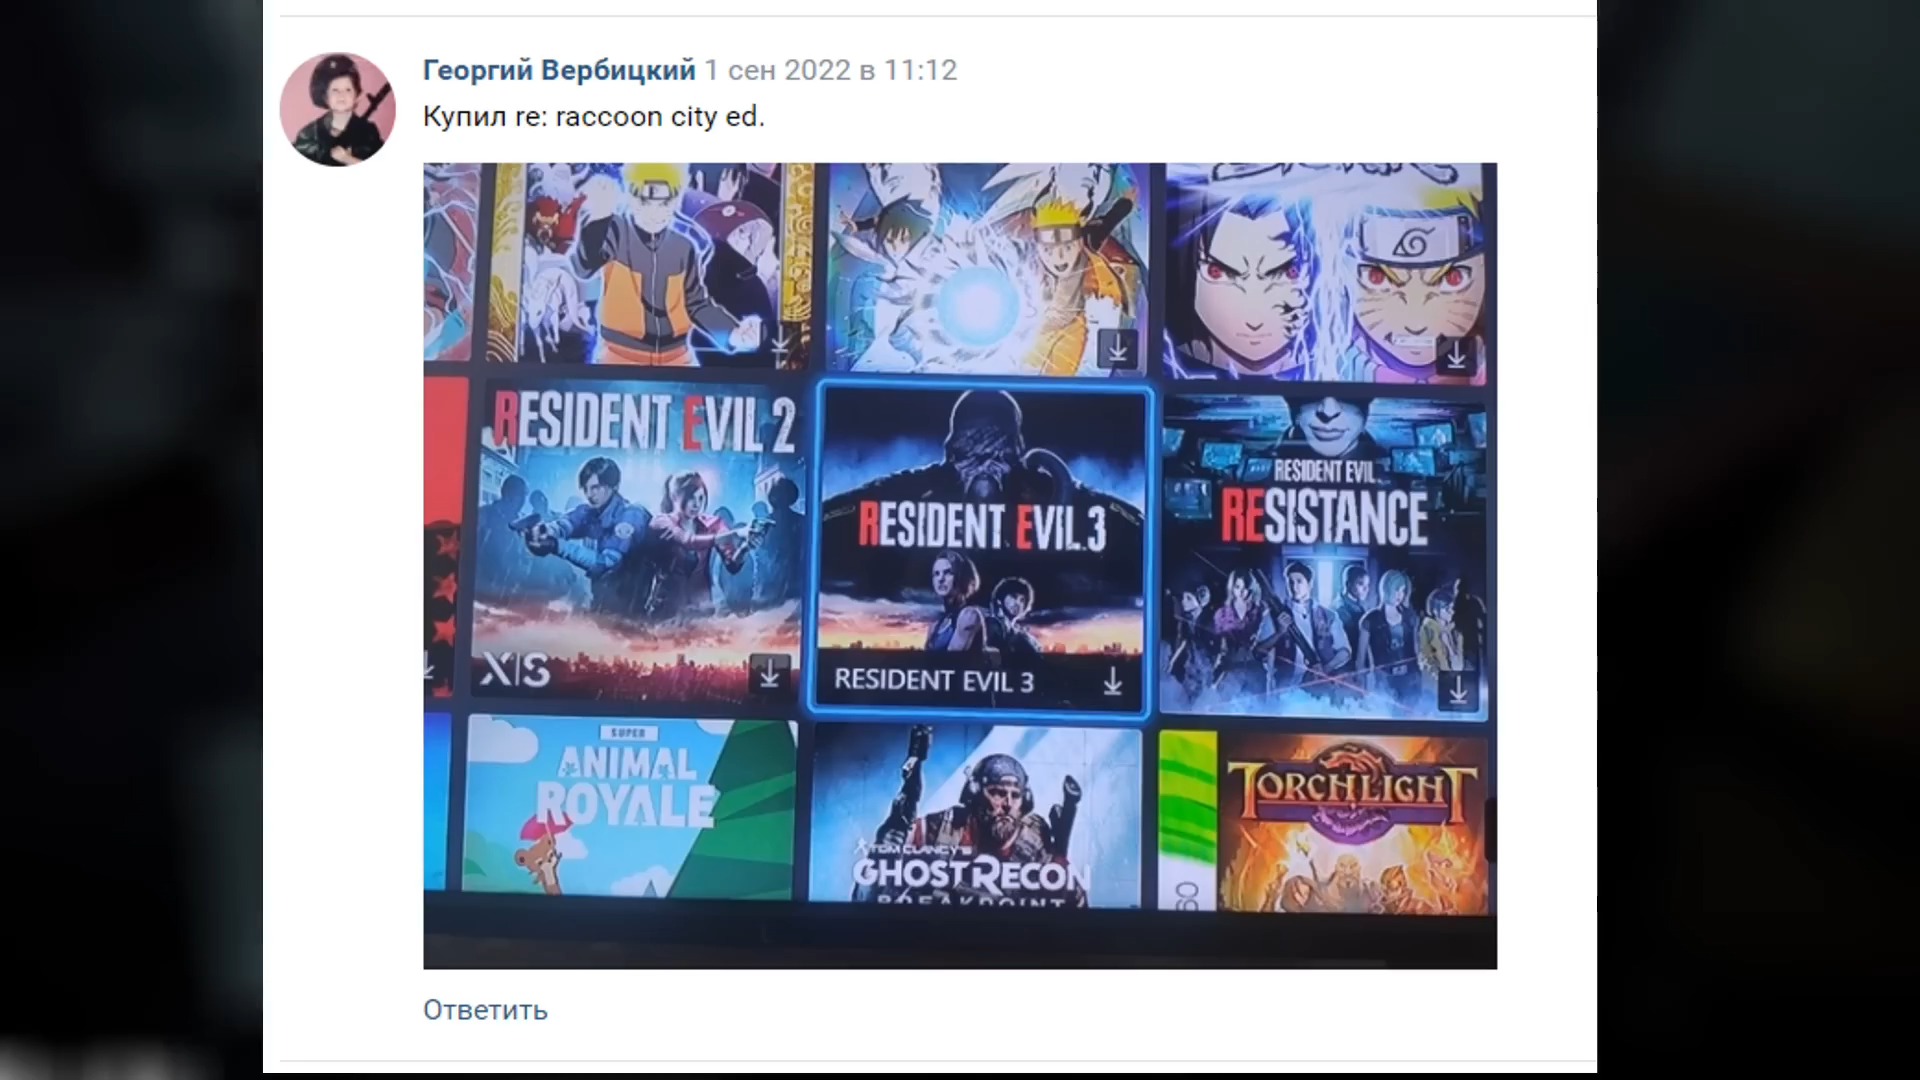 Георгий Вербицкий 1 сен 2022 в 11:12
Купил re: raccoon city ed.
RESIDENT EVIL 2
X|S
RESIDENT EVIL 3
RESIDENT EVIL 3
RESIDENT EVIL
RESISTANCE
SUPER
ANIMAL
ROYALE
TOM CLANCY'S
GHOST RECON
BREAKPOINT
TORCHLIGHT
Ответить